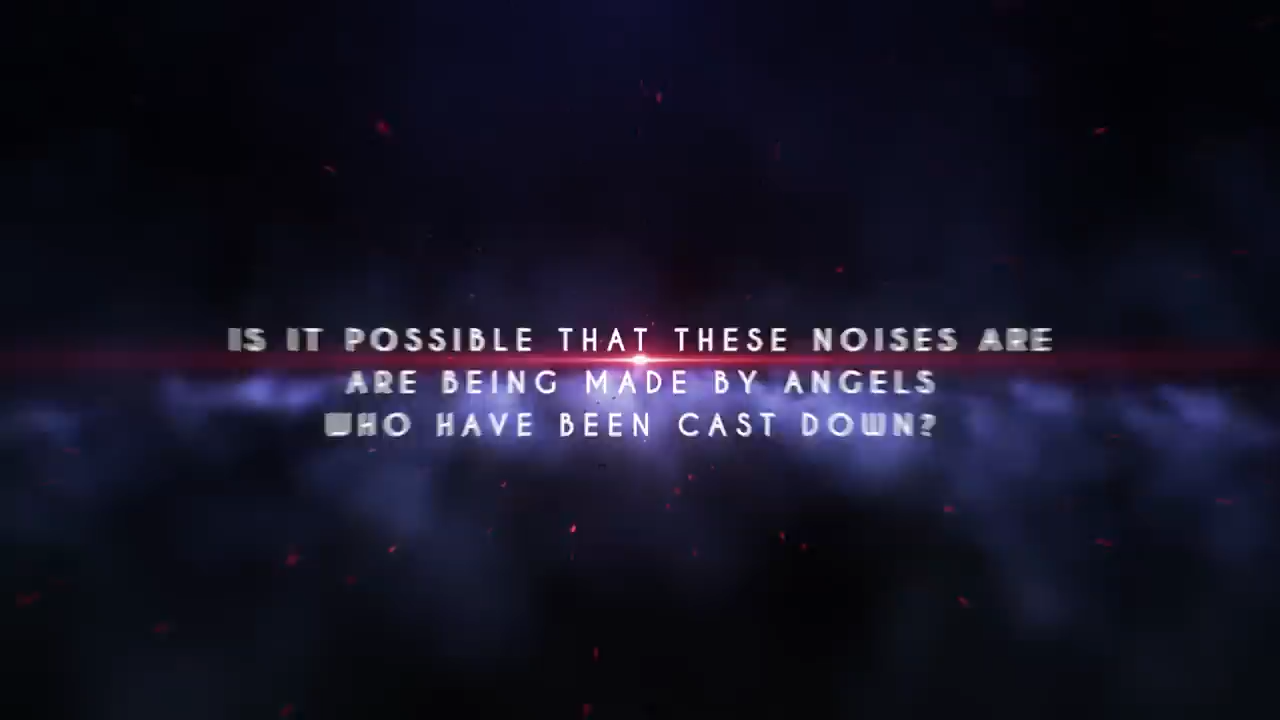 IS IT POSSIBLE THAT THESE NOISES ARE
ARE BEING MADE BY ANGELS
WHO HAVE BEEN CAST DOWN?